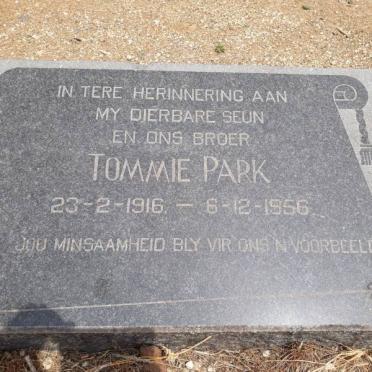 IN TERE HERINNERING AAN
MY DIERBARE SEUN
EN ONS BROER
TOMMIE PARK
23-2-1916. — 6-12-1956.
JOU MINSAAMHEID BLY VIR ONS N VOORBEELD